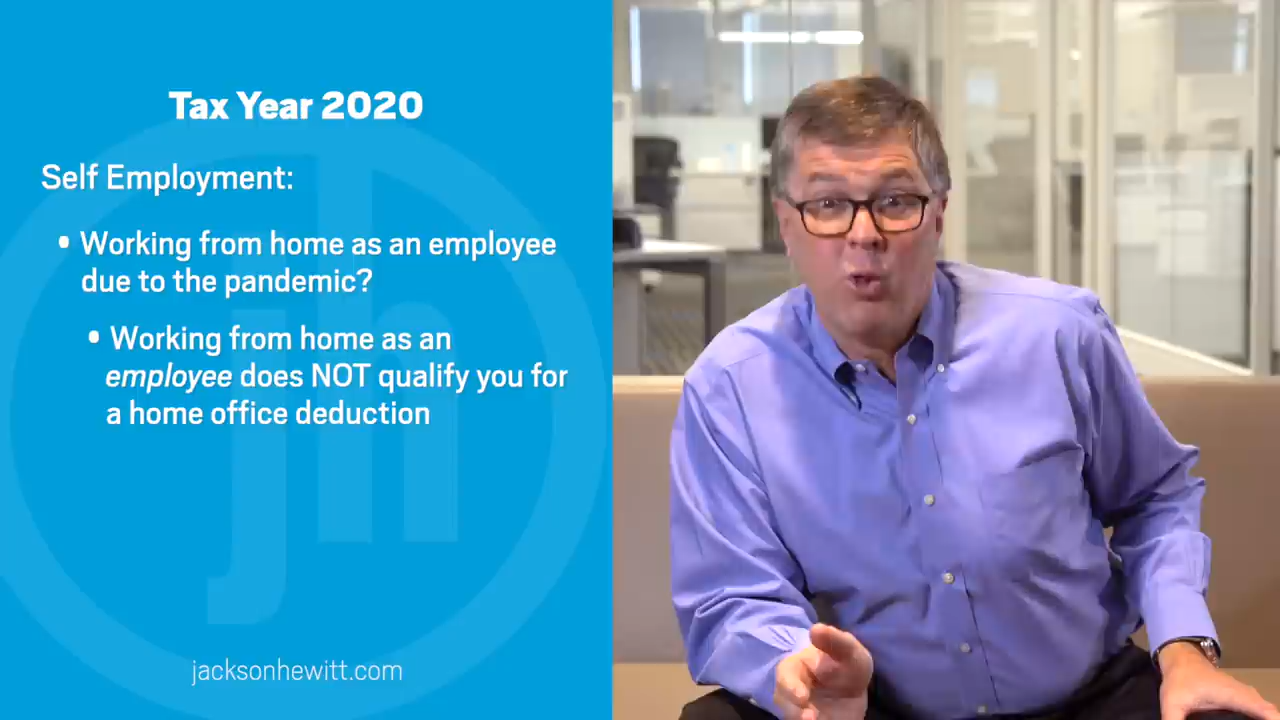 Tax Year 2020
Self Employment:
• Working from home as an employee
due to the pandemic?
• Working from home as an
employee does NOT qualify you for
a home office deduction
jh
jacksonhewitt.com